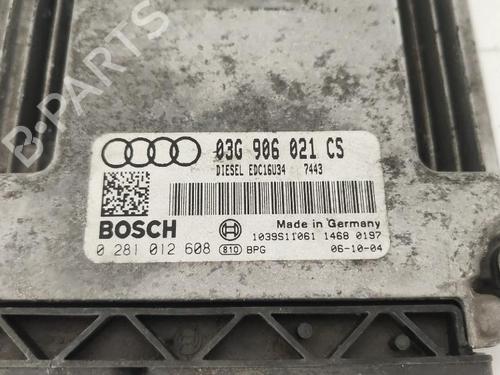 B-PARTS
03G 906 021 CS
DIESEL EDC16U34 7443
BOSCH
Made in Germany
1039S11061 1468 0197
0 281 012 608 810 BPG 06-10-04